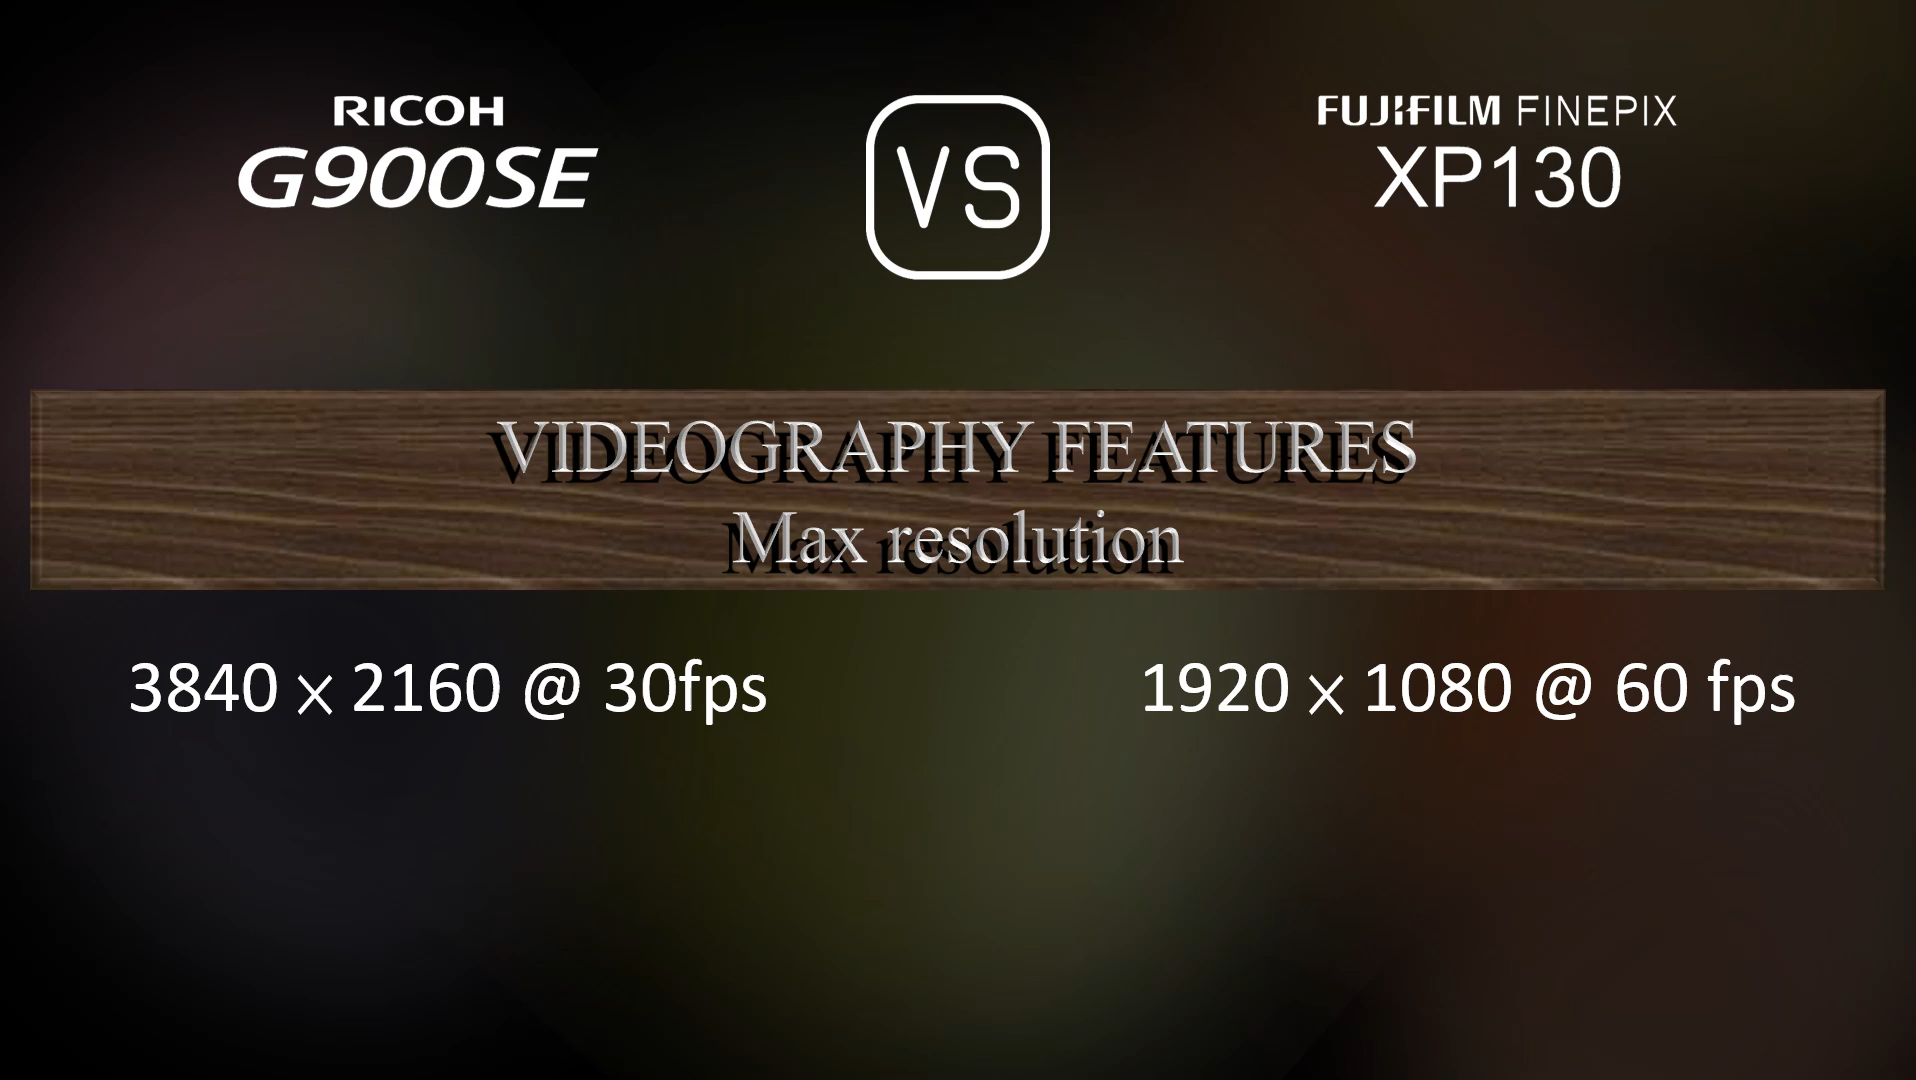 RICOH
G900SE
VS
FUJIFILM FINEPIX
XP130
VIDEOGRAPHY FEATURES
Max resolution
3840 x 2160 @ 30fps
1920 x 1080 @ 60 fps